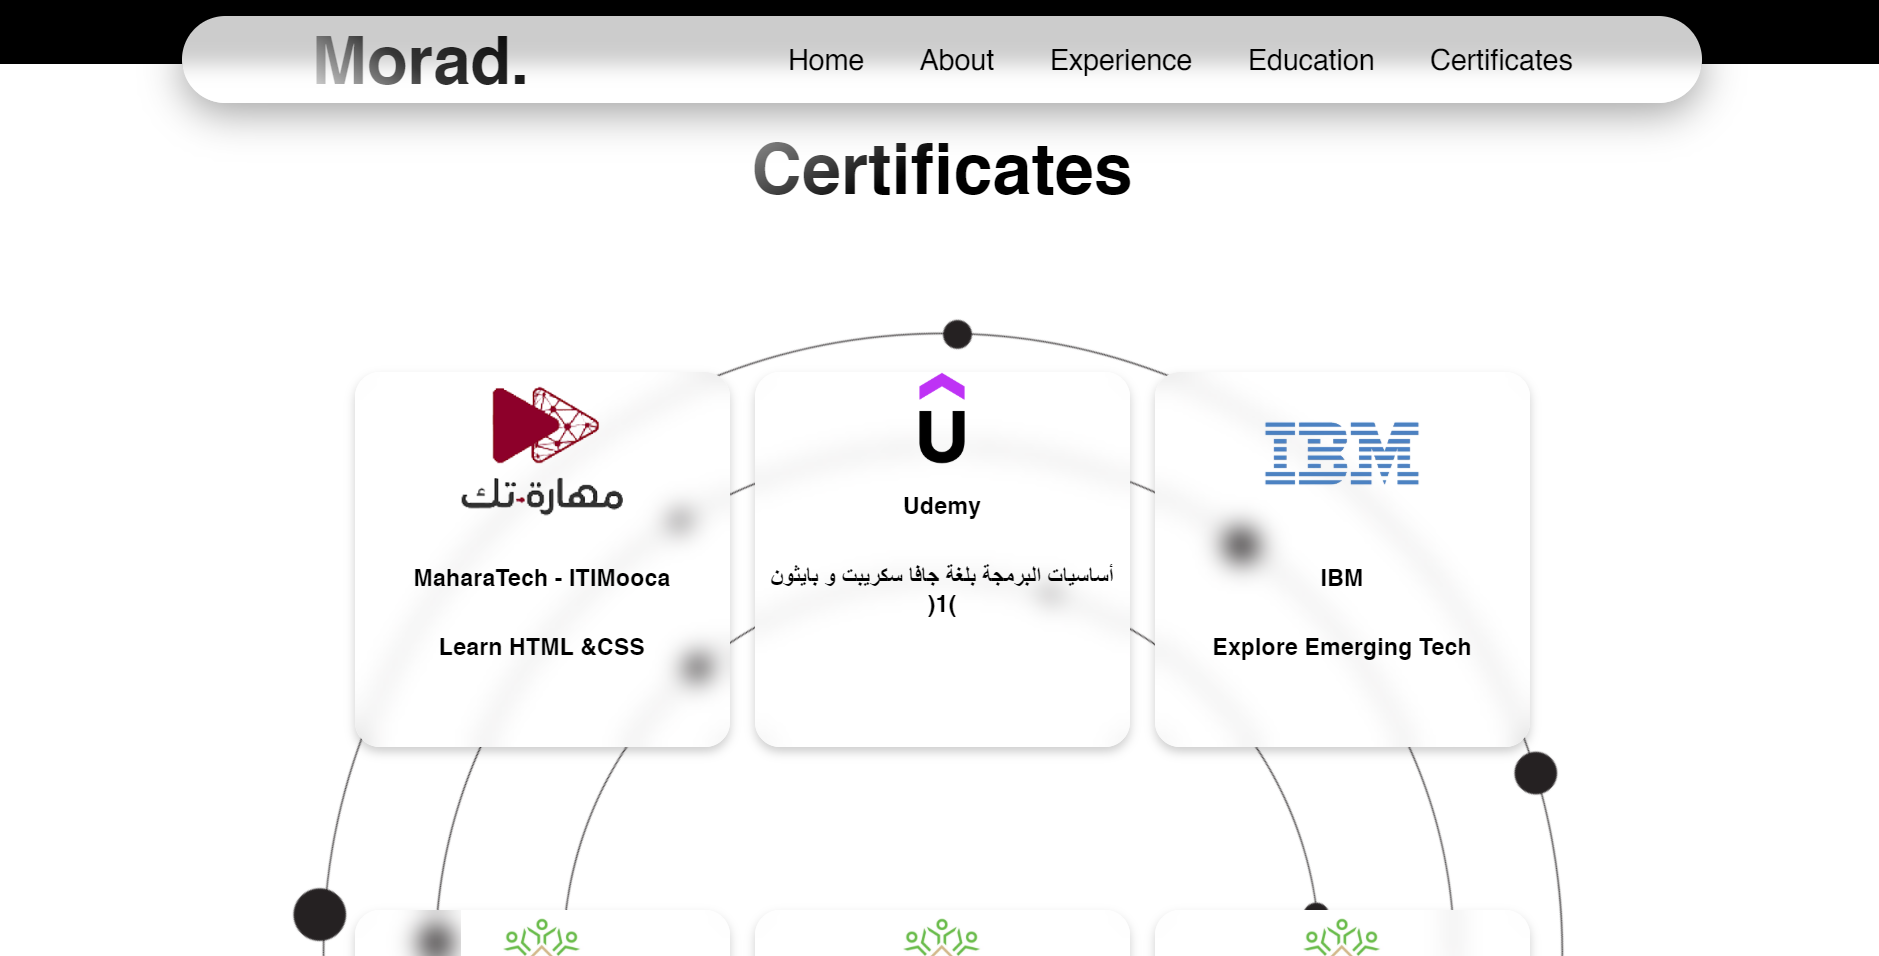 Morad.
Home
About
Experience
Education
Certificates
Certificates
مهارة-تك
MaharaTech - ITIMooca
Learn HTML &CSS
Udemy
أساسيات البرمجة بلغة جافا سكريبت و بايثون
)1(
IBM
IBM
Explore Emerging Tech